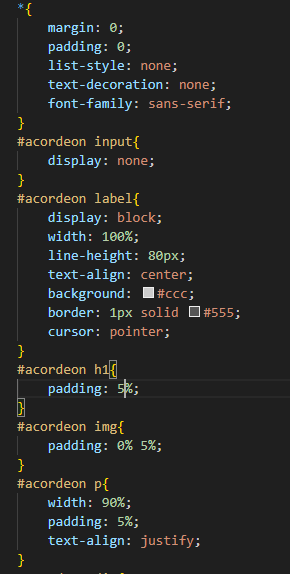 *{
margin: 0;
padding: 0;
list-style: none;
text-decoration: none;
font-family: sans-serif;
}
#acordeon input{
display: none;
}
#acordeon label{
display: block;
width: 100%;
line-height: 80px;
text-align: center;
background: #ccc;
border: 1px solid #555;
cursor: pointer;
}
#acordeon h1{
padding: 5%;
}
#acordeon img{
padding: 0% 5%;
}
#acordeon p{
width: 90%;
padding: 5%;
text-align: justify;
}